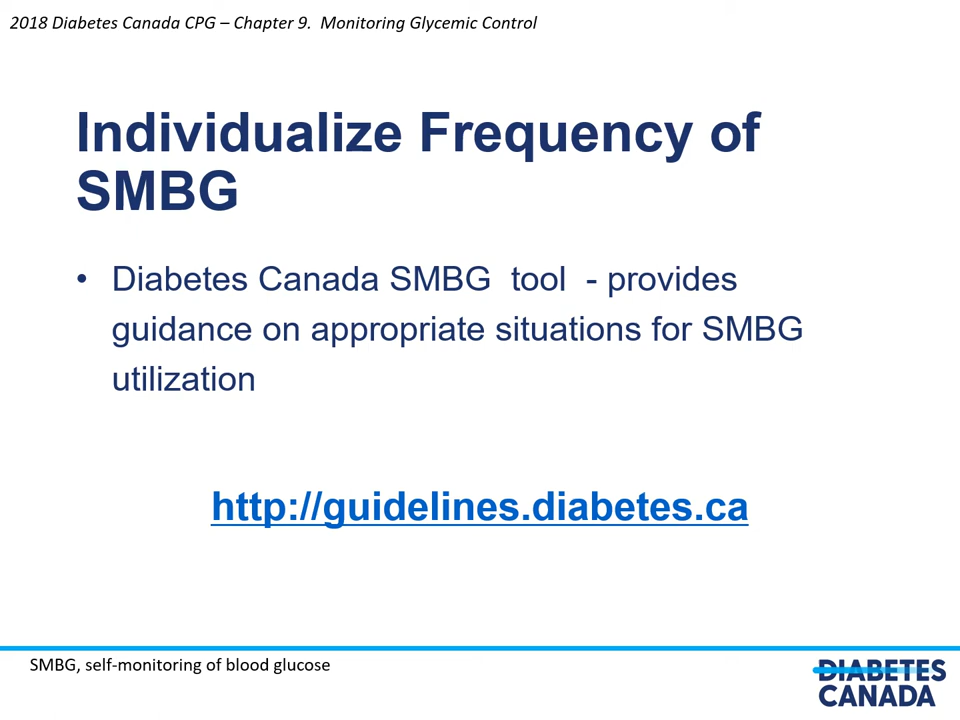 2018 Diabetes Canada CPG – Chapter 9.  Monitoring Glycemic Control
Individualize Frequency of
SMBG
• Diabetes Canada SMBG  tool  - provides
guidance on appropriate situations for SMBG
utilization
http://guidelines.diabetes.ca
SMBG, self-monitoring of blood glucose
DIABETES
CANADA